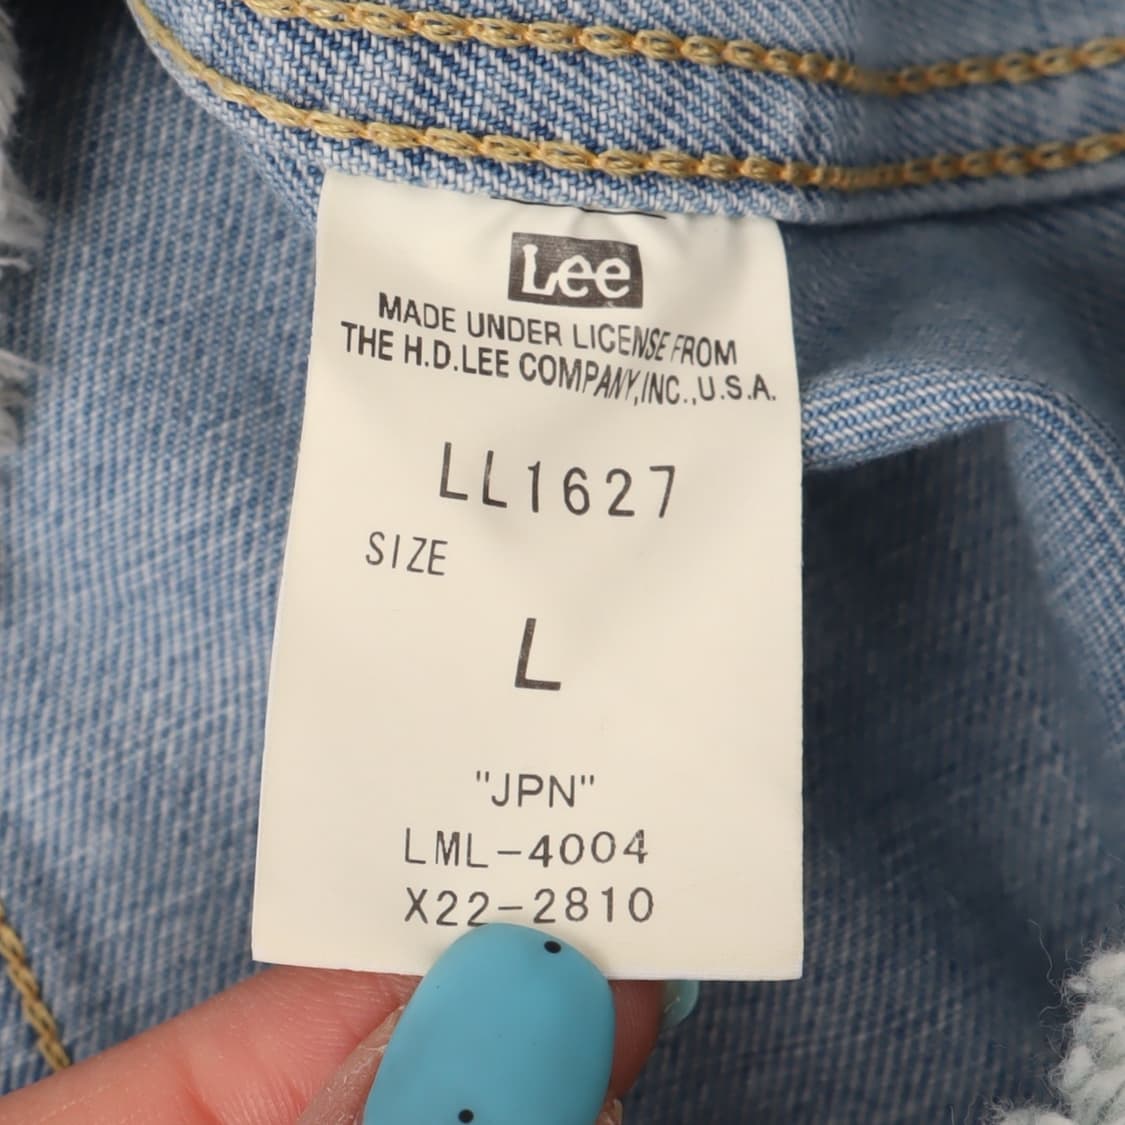 Lee
MADE UNDER LICENSE FROM
THE H.D.LEE COMPANY,INC.,U.S.A.
LL1627
SIZE
L
"JPN"
LML-4004
X22-2810